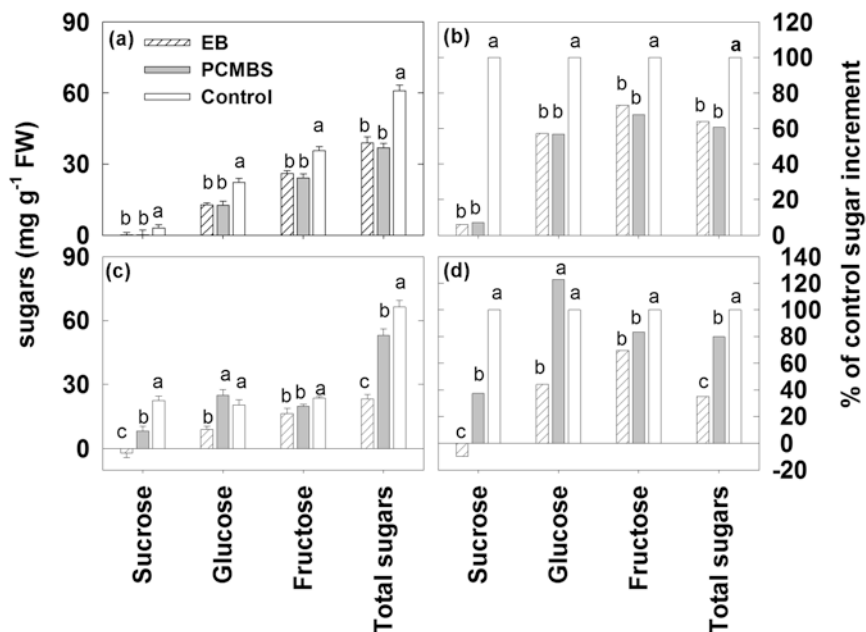 sugars (mg g⁻¹ FW)
% of control sugar increment
(a)
EB
PCMBS
Control
90
60
30
0
b b a
b b a
b b a
b b a
(b)
120
100
80
60
40
20
0
b b a
b b a
b b a
b b a
(c)
90
60
30
0
c b a
b a a
b b a
c b a
(d)
140
120
100
80
60
40
20
0
-20
c b a
b a a
b b a
c b a
Sucrose
Glucose
Fructose
Total sugars
Sucrose
Glucose
Fructose
Total sugars